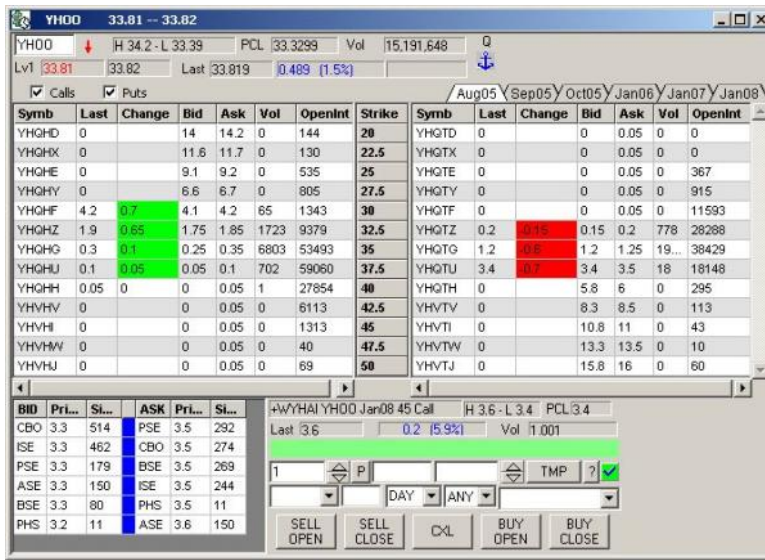 YHOO 33.81 -- 33.82
YHOO H 34.2 - L 33.39 PCL 33.3299 Vol 15,191,648 Q
Lv1 33.81 33.82 Last 33.819 0.489 (1.5%)
Calls Puts Aug05 Sep05 Oct05 Jan06 Jan07 Jan08
Symb Last Change Bid Ask Vol OpenInt Strike Symb Last Change Bid Ask Vol OpenInt
YHQHD 0 14 14.2 0 144 20 YHQTD 0 0 0.05 0 0
YHQHX 0 11.6 11.7 0 130 22.5 YHQTX 0 0 0.05 0 0
YHQHE 0 9.1 9.2 0 535 25 YHQTE 0 0 0.05 0 367
YHQHY 0 6.6 6.7 0 805 27.5 YHQTY 0 0 0.05 0 915
YHQHF 4.2 0.7 4.1 4.2 65 1343 30 YHQTF 0 0 0.05 0 11593
YHQHZ 1.9 0.65 1.75 1.85 1723 9379 32.5 YHQTZ 0.2 -0.15 0.15 0.2 778 28288
YHQHG 0.3 0.1 0.25 0.35 6803 53493 35 YHQTG 1.2 -0.6 1.2 1.25 19... 38429
YHQHU 0.1 0.05 0.05 0.1 702 59060 37.5 YHQTU 3.4 -0.7 3.4 3.5 18 18148
YHQHH 0.05 0 0 0.05 1 27854 40 YHQTH 0 5.8 6 0 295
YHVHV 0 0 0.05 0 6113 42.5 YHVTV 0 8.3 8.5 0 113
YHVHI 0 0 0.05 0 1313 45 YHVTI 0 10.8 11 0 43
YHVHW 0 0 0.05 0 40 47.5 YHVTW 0 13.3 13.5 0 10
YHVHJ 0 0 0.05 0 69 50 YHVTJ 0 15.8 16 0 60
BID Pri... Si... ASK Pri... Si... +WYHAI YHOO Jan08 45 Call H 3.6 - L 3.4 PCL 3.4
CBO 3.3 514 PSE 3.5 292 Last 3.6 0.2 (5.9%) Vol 1.001
ISE 3.3 462 CBO 3.5 274
PSE 3.3 179 BSE 3.5 269 1 P TMP ?
ASE 3.3 150 ISE 3.5 244 DAY ANY
BSE 3.3 80 PHS 3.5 11
PHS 3.2 11 ASE 3.6 150
SELL OPEN SELL CLOSE CXL BUY OPEN BUY CLOSE